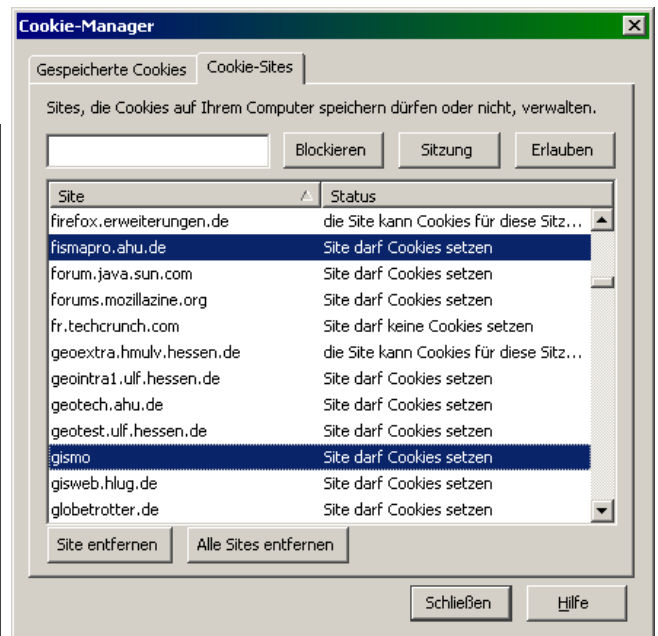 Cookie-Manager
Gespeicherte Cookies Cookie-Sites
Sites, die Cookies auf Ihrem Computer speichern dürfen oder nicht, verwalten.
Blockieren Sitzung Erlauben
Site Status
firefox.erweiterungen.de die Site kann Cookies für diese Sitz...
fismapro.ahu.de Site darf Cookies setzen
forum.java.sun.com Site darf Cookies setzen
forums.mozillazine.org Site darf Cookies setzen
fr.techcrunch.com Site darf keine Cookies setzen
geoextra.hmulv.hessen.de die Site kann Cookies für diese Sitz...
geointra1.ulf.hessen.de Site darf Cookies setzen
geotech.ahu.de Site darf Cookies setzen
geotest.ulf.hessen.de Site darf Cookies setzen
gismo Site darf Cookies setzen
gisweb.hlug.de Site darf Cookies setzen
globetrotter.de Site darf Cookies setzen
Site entfernen Alle Sites entfernen
Schließen Hilfe